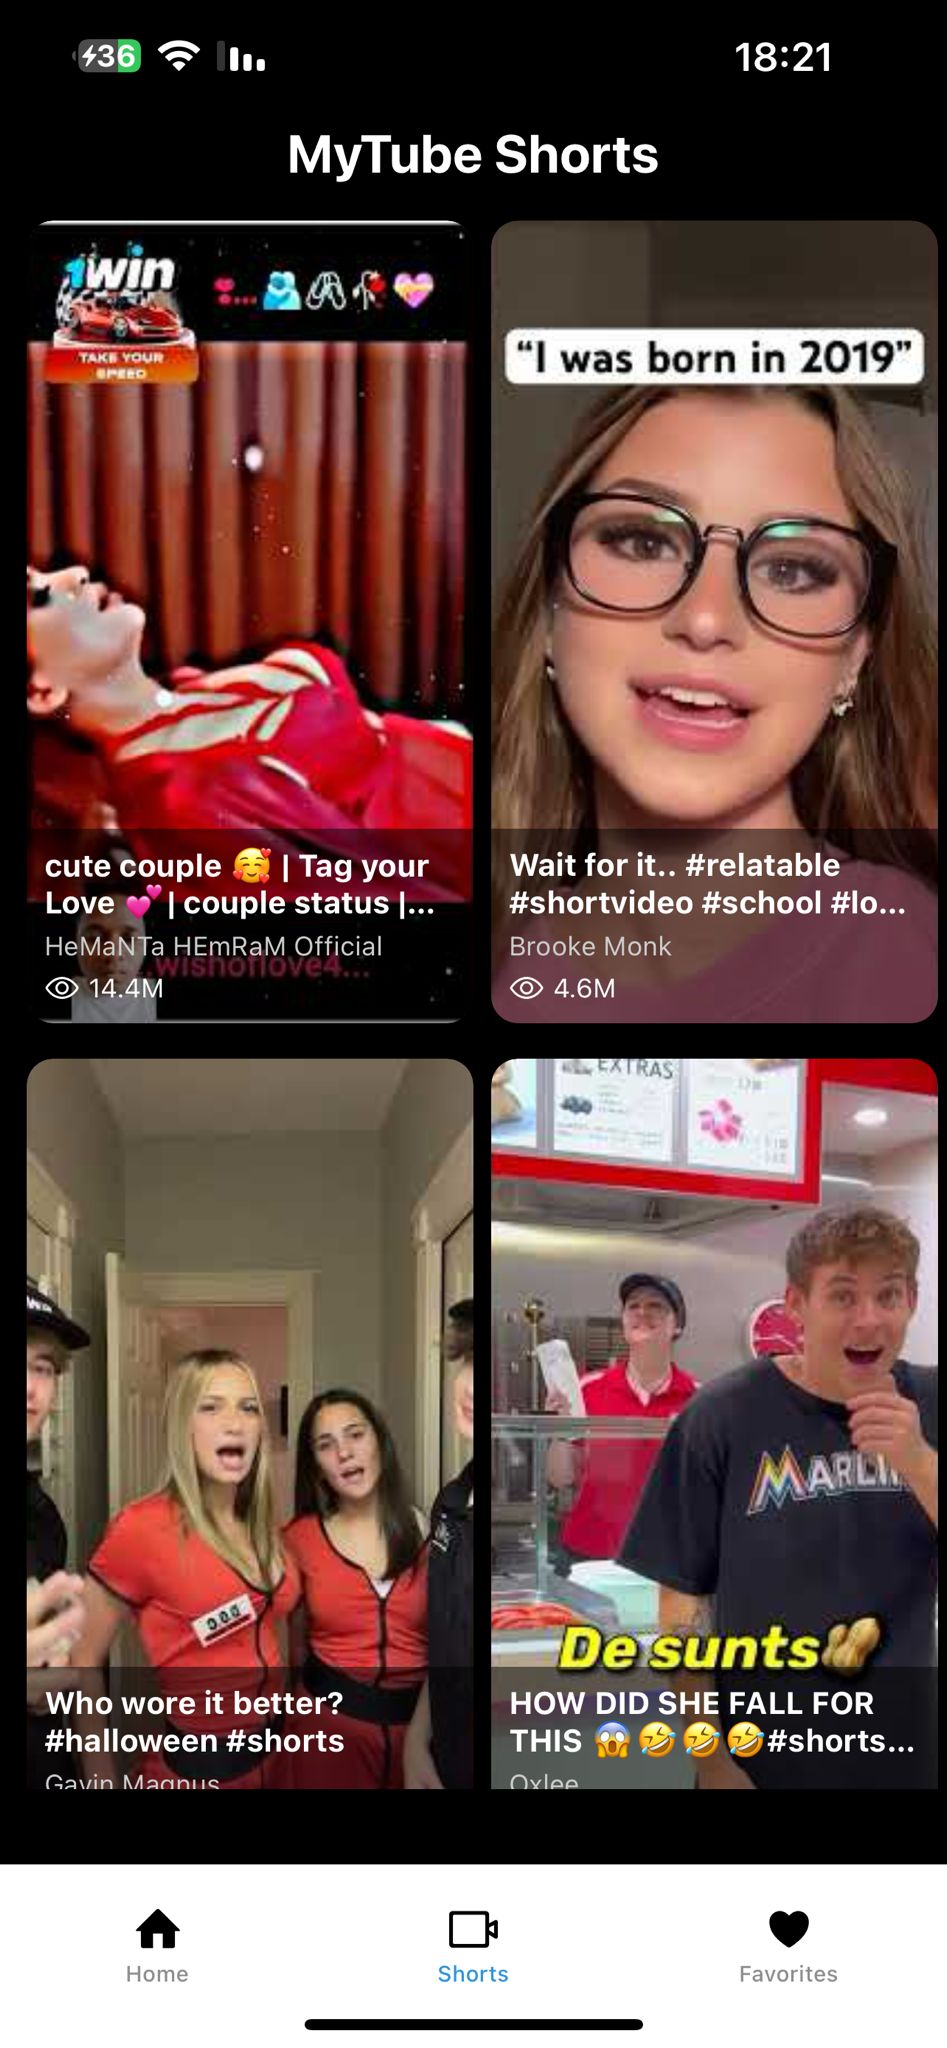 36
18:21
MyTube Shorts
1win
TAKE YOUR
SPEED
"I was born in 2019"
cute couple 🥰 | Tag your
Love 💕 | couple status |...
HeMaNTa HEmRaM Official
..wishoflove4...
14.4M
Wait for it.. #relatable
#shortvideo #school #lo...
Brooke Monk
4.6M
EXTRAS
MARLI
De sunts🥜
Who wore it better?
#halloween #shorts
Gavin Magnus
HOW DID SHE FALL FOR
THIS 😱🤣🤣🤣#shorts...
Oxlee
Home
Shorts
Favorites